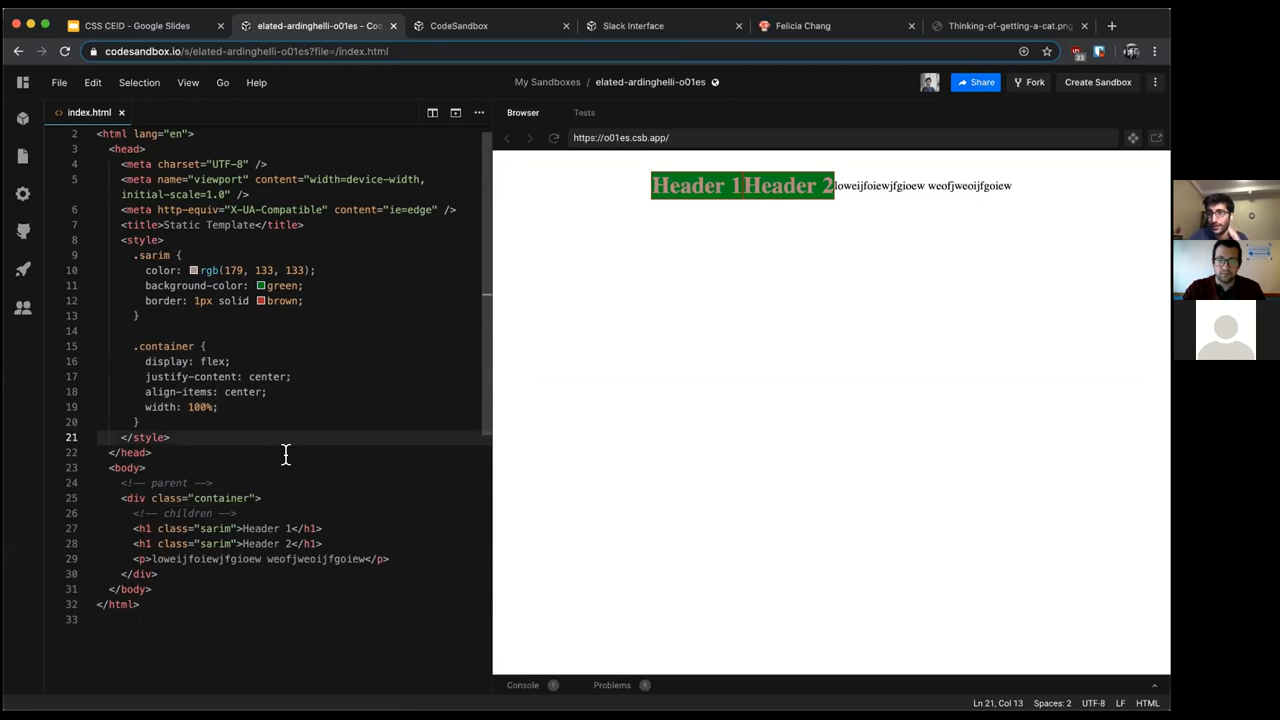 CSS CEID - Google Slides
elated-ardinghelli-o01es - Co
CodeSandbox
Slack Interface
Felicia Chang
Thinking-of-getting-a-cat.png
codesandbox.io/s/elated-ardinghelli-o01es?file=/index.html
33
File Edit Selection View Go Help
My Sandboxes / elated-ardinghelli-o01es
Share
Fork
Create Sandbox
index.html
Browser
Tests
https://o01es.csb.app/
2 <html lang="en">
3 <head>
4 <meta charset="UTF-8" />
5 <meta name="viewport" content="width=device-width,
initial-scale=1.0" />
6 <meta http-equiv="X-UA-Compatible" content="ie=edge" />
7 <title>Static Template</title>
8 <style>
9 .sarim {
10 color: rgb(179, 133, 133);
11 background-color: green;
12 border: 1px solid brown;
13 }
14
15 .container {
16 display: flex;
17 justify-content: center;
18 align-items: center;
19 width: 100%;
20 }
21 </style>
22 </head>
23 <body>
24 <!-- parent -->
25 <div class="container">
26 <!-- children -->
27 <h1 class="sarim">Header 1</h1>
28 <h1 class="sarim">Header 2</h1>
29 <p>loweijfoiewjfgioew weofjweoijfgoiew</p>
30 </div>
31 </body>
32 </html>
33
Header 1Header 2loweijfoiewjfgioew weofjweoijfgoiew
Console 0 Problems 0
Ln 21, Col 13 Spaces: 2 UTF-8 LF HTML